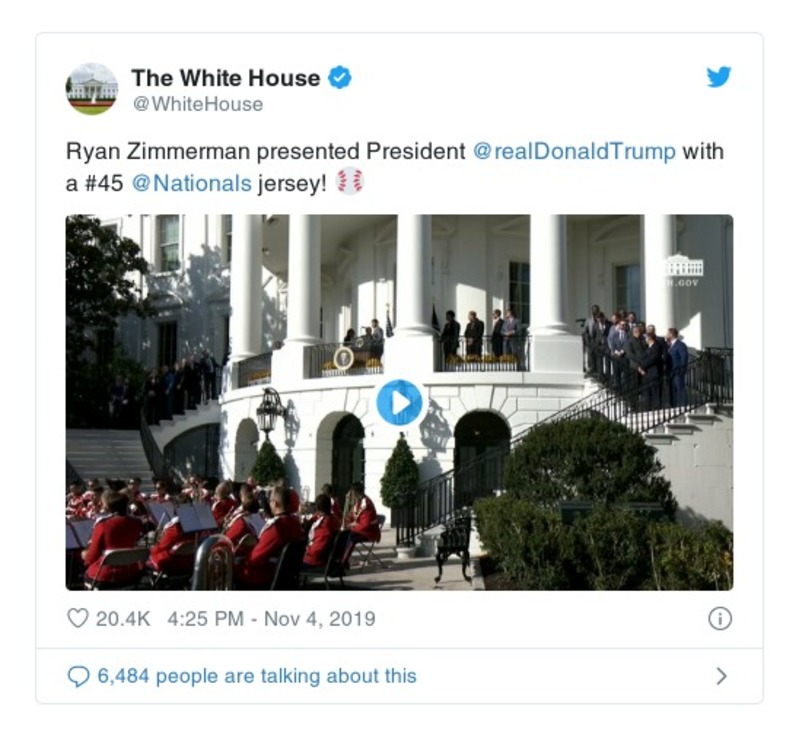 The White House
@WhiteHouse
Ryan Zimmerman presented President @realDonaldTrump with
a #45 @Nationals jersey! ⚾
.GOV
20.4K 4:25 PM - Nov 4, 2019
6,484 people are talking about this